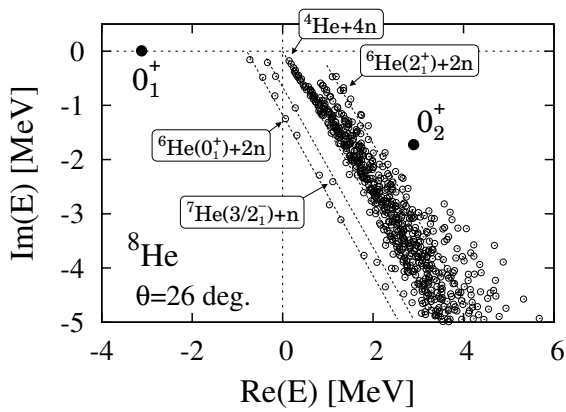 ⁴He+4n
⁶He(2₁⁺)+2n
0₁⁺
0₂⁺
⁶He(0₁⁺)+2n
⁷He(3/2₁⁻)+n
⁸He
θ=26 deg.
Im(E) [MeV]
0
-1
-2
-3
-4
-5
-4 -2 0 2 4 6
Re(E) [MeV]